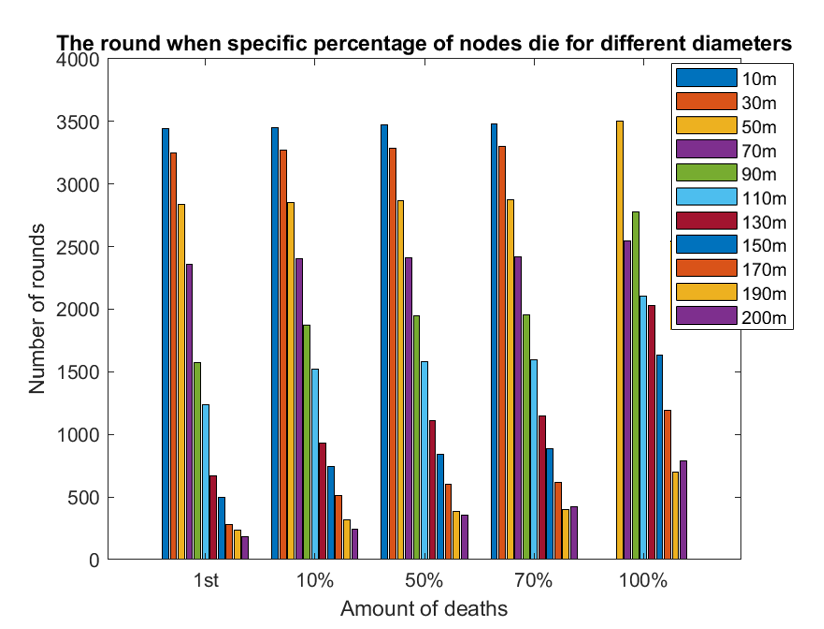 The round when specific percentage of nodes die for different diameters
4000
3500
3000
2500
2000
1500
1000
500
0
Number of rounds
10m
30m
50m
70m
90m
110m
130m
150m
170m
190m
200m
1st 10% 50% 70% 100%
Amount of deaths